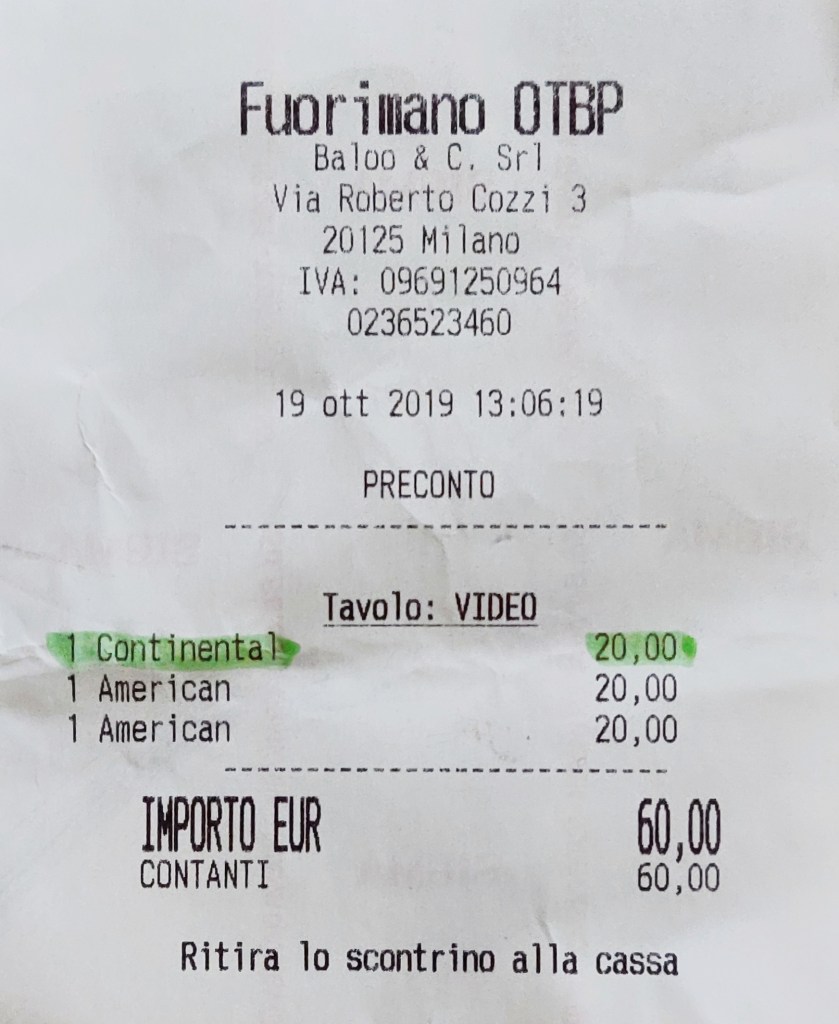 Fuorimano OTBP
Baloo & C. Srl
Via Roberto Cozzi 3
20125 Milano
IVA: 09691250964
0236523460
19 ott 2019 13:06:19
PRECONTO
--------------------------------
Tavolo: VIDEO
1 Continental 20,00
1 American 20,00
1 American 20,00
--------------------------------
IMPORTO EUR 60,00
CONTANTI 60,00
Ritira lo scontrino alla cassa